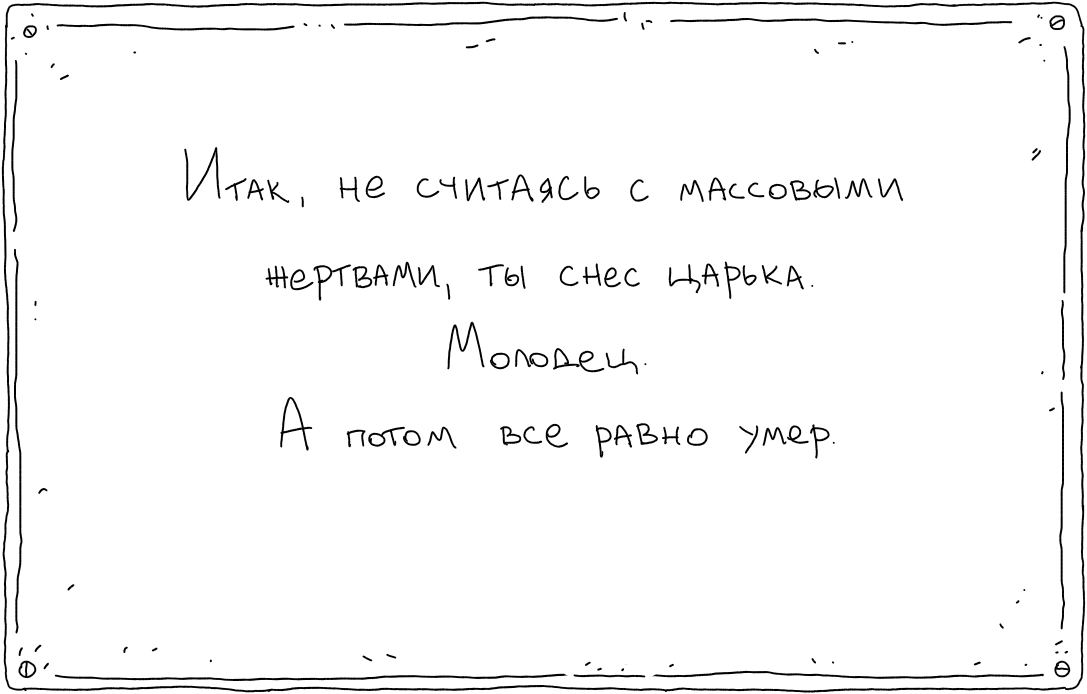 Итак, не считаясь с массовыми
жертвами, ты снес царька.
Молодец.
А потом все равно умер.